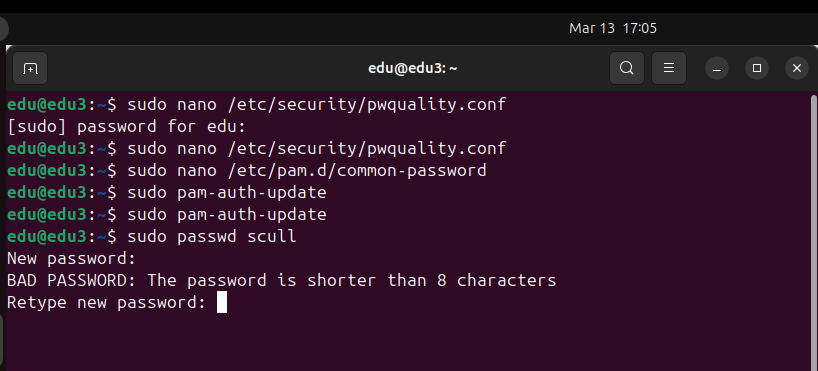 Mar 13 17:05
edu@edu3: ~
edu@edu3:~$ sudo nano /etc/security/pwquality.conf
[sudo] password for edu:
edu@edu3:~$ sudo nano /etc/security/pwquality.conf
edu@edu3:~$ sudo nano /etc/pam.d/common-password
edu@edu3:~$ sudo pam-auth-update
edu@edu3:~$ sudo pam-auth-update
edu@edu3:~$ sudo passwd scull
New password:
BAD PASSWORD: The password is shorter than 8 characters
Retype new password: